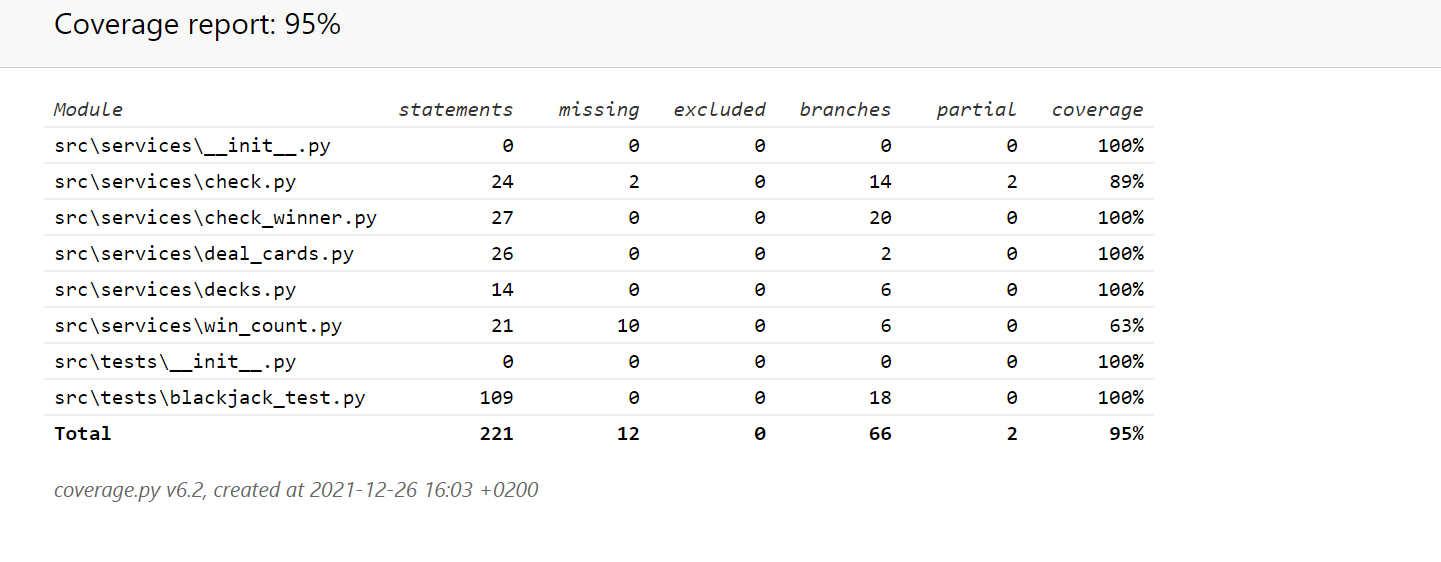 Coverage report: 95%
Module statements missing excluded branches partial coverage
src\services\__init__.py 0 0 0 0 0 100%
src\services\check.py 24 2 0 14 2 89%
src\services\check_winner.py 27 0 0 20 0 100%
src\services\deal_cards.py 26 0 0 2 0 100%
src\services\decks.py 14 0 0 6 0 100%
src\services\win_count.py 21 10 0 6 0 63%
src\tests\__init__.py 0 0 0 0 0 100%
src\tests\blackjack_test.py 109 0 0 18 0 100%
Total 221 12 0 66 2 95%
coverage.py v6.2, created at 2021-12-26 16:03 +0200